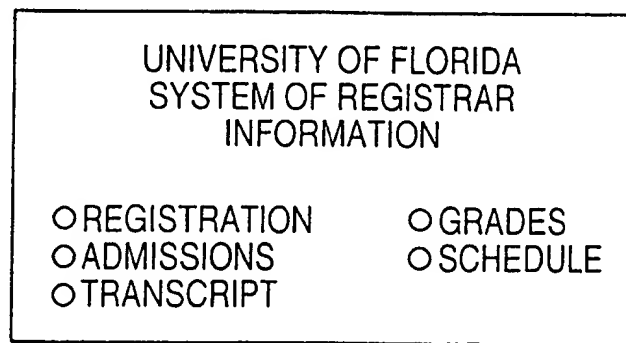 UNIVERSITY OF FLORIDA
SYSTEM OF REGISTRAR
INFORMATION
REGISTRATION
ADMISSIONS
TRANSCRIPT
GRADES
SCHEDULE